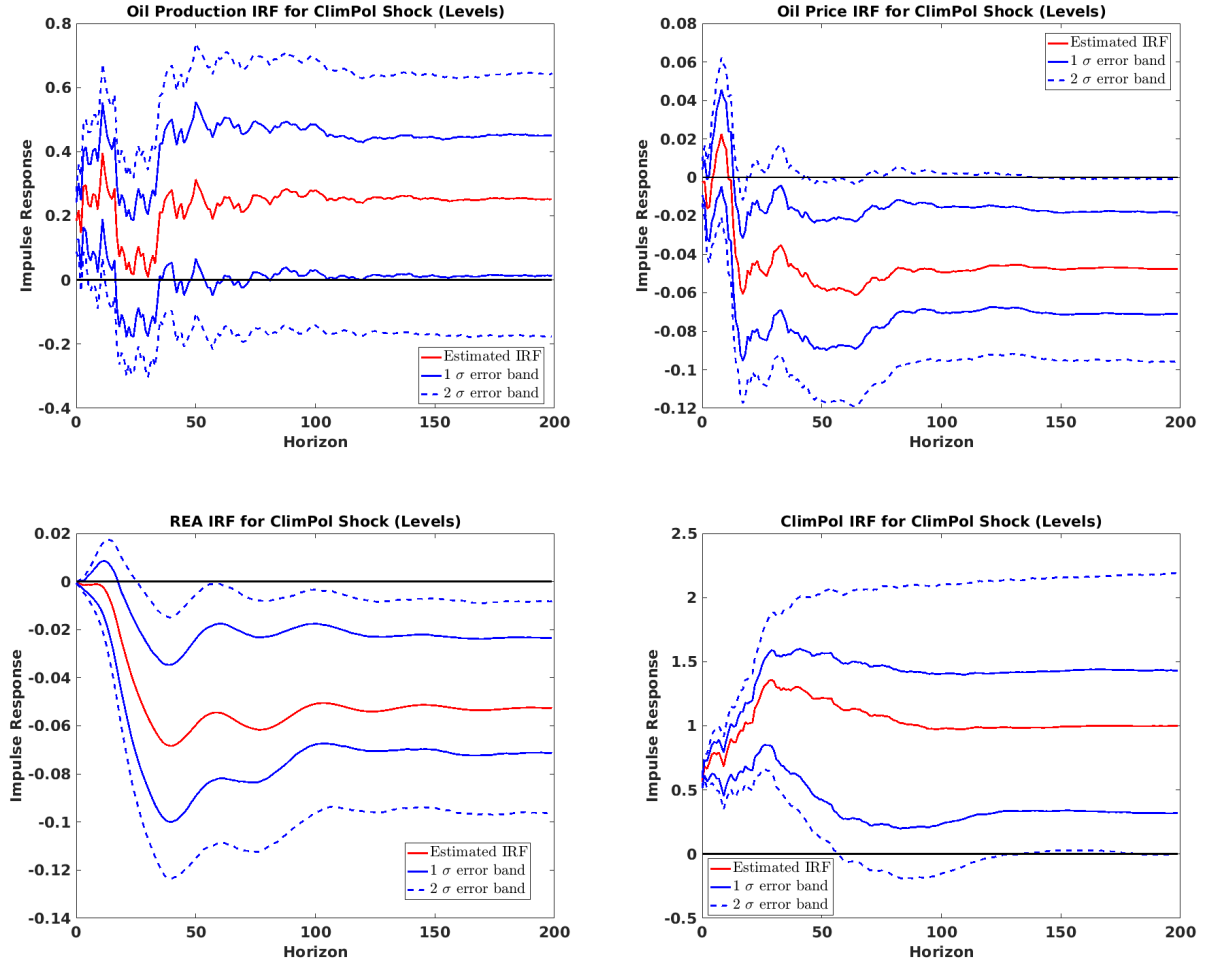 Oil Production IRF for ClimPol Shock (Levels)
0.8
0.6
0.4
0.2
0
-0.2
-0.4
Impulse Response
0 50 100 150 200
Horizon
Estimated IRF
1 σ error band
2 σ error band
Oil Price IRF for ClimPol Shock (Levels)
0.08
0.06
0.04
0.02
0
-0.02
-0.04
-0.06
-0.08
-0.1
-0.12
Impulse Response
0 50 100 150 200
Horizon
Estimated IRF
1 σ error band
2 σ error band
REA IRF for ClimPol Shock (Levels)
0.02
0
-0.02
-0.04
-0.06
-0.08
-0.1
-0.12
-0.14
Impulse Response
0 50 100 150 200
Horizon
Estimated IRF
1 σ error band
2 σ error band
ClimPol IRF for ClimPol Shock (Levels)
2.5
2
1.5
1
0.5
0
-0.5
Impulse Response
0 50 100 150 200
Horizon
Estimated IRF
1 σ error band
2 σ error band